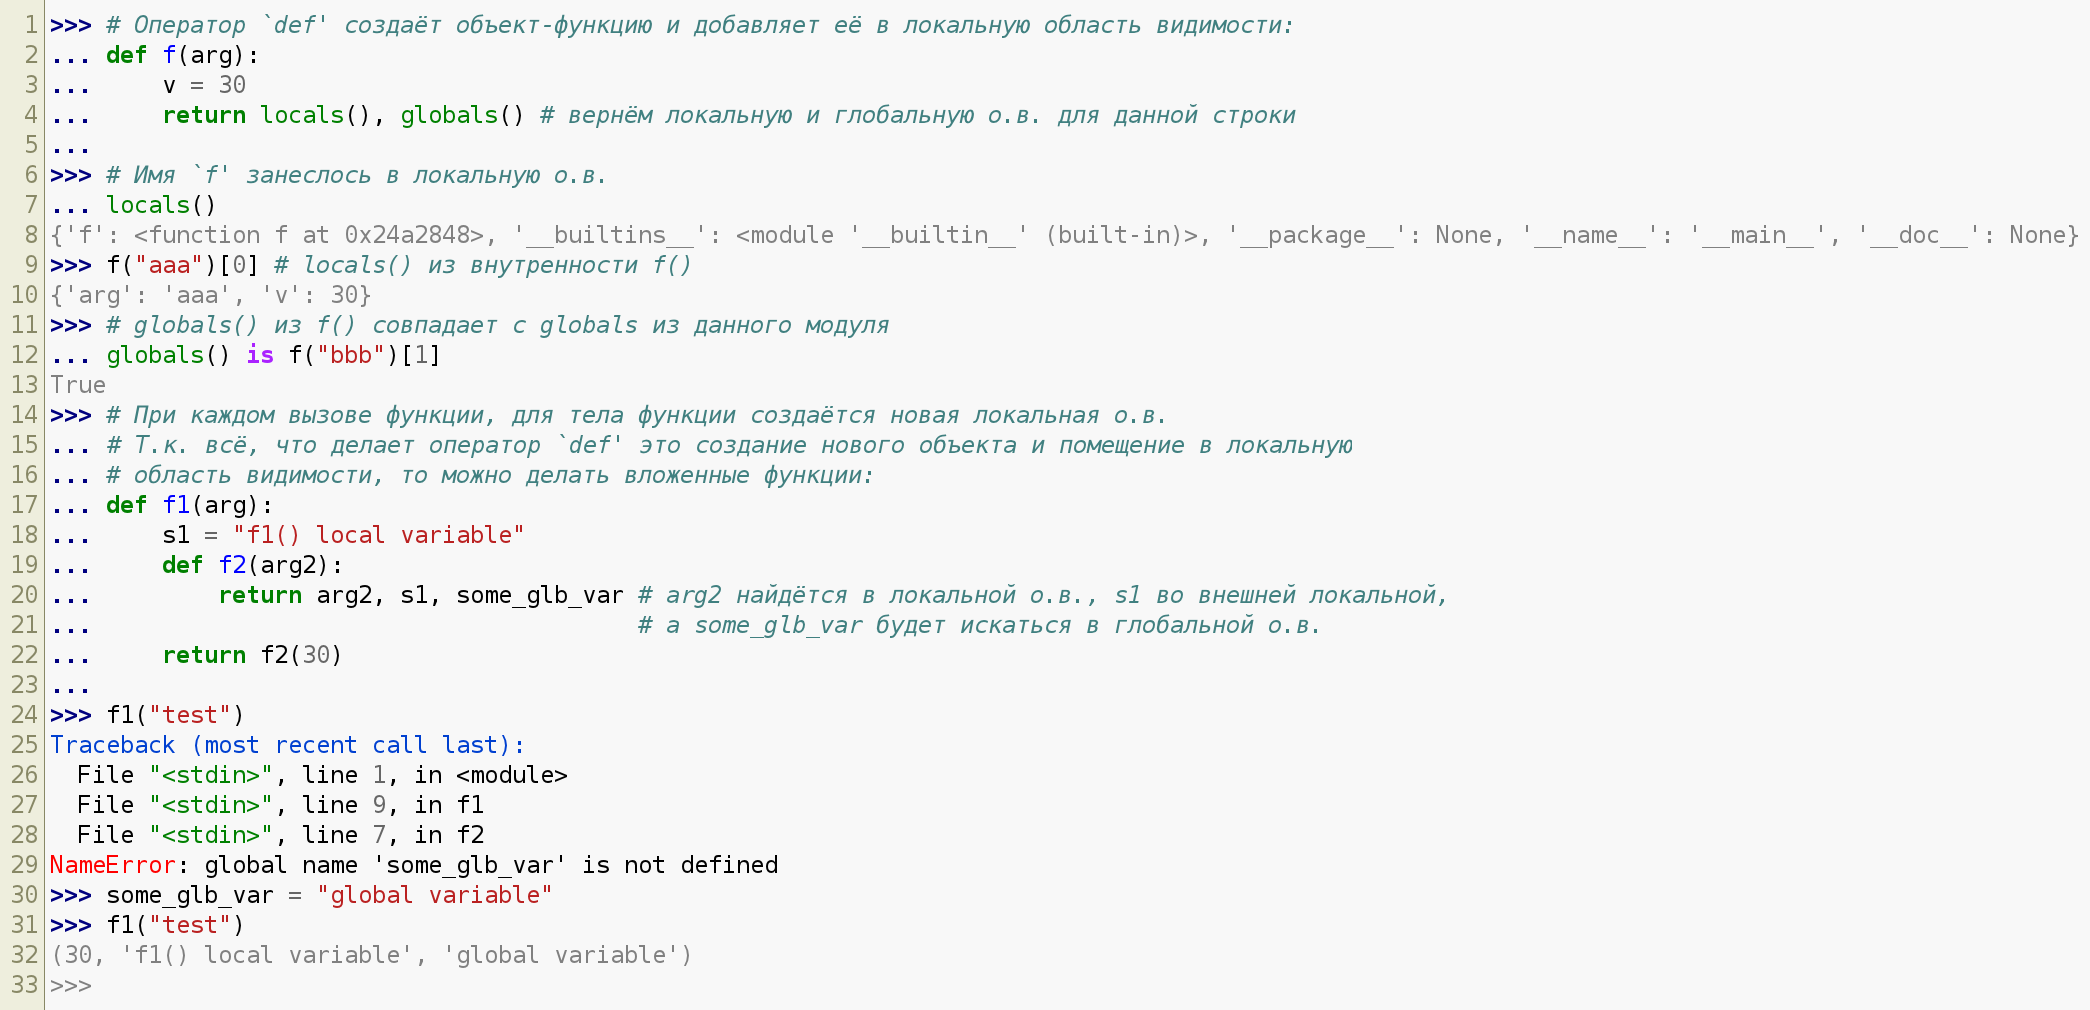 1 >>> # Оператор `def' создаёт объект-функцию и добавляет её в локальную область видимости:
2 ... def f(arg):
3 ...     v = 30
4 ...     return locals(), globals() # вернём локальную и глобальную о.в. для данной строки
5 ...
6 >>> # Имя `f' занеслось в локальную о.в.
7 ... locals()
8 {'f': <function f at 0x24a2848>, '__builtins__': <module '__builtin__' (built-in)>, '__package__': None, '__name__': '__main__', '__doc__': None}
9 >>> f("aaa")[0] # locals() из внутренности f()
10 {'arg': 'aaa', 'v': 30}
11 >>> # globals() из f() совпадает с globals из данного модуля
12 ... globals() is f("bbb")[1]
13 True
14 >>> # При каждом вызове функции, для тела функции создаётся новая локальная о.в.
15 ... # Т.к. всё, что делает оператор `def' это создание нового объекта и помещение в локальную
16 ... # область видимости, то можно делать вложенные функции:
17 ... def f1(arg):
18 ...     s1 = "f1() local variable"
19 ...     def f2(arg2):
20 ...         return arg2, s1, some_glb_var # arg2 найдётся в локальной о.в., s1 во внешней локальной,
21 ...                                       # а some_glb_var будет искаться в глобальной о.в.
22 ...     return f2(30)
23 ...
24 >>> f1("test")
25 Traceback (most recent call last):
26   File "<stdin>", line 1, in <module>
27   File "<stdin>", line 9, in f1
28   File "<stdin>", line 7, in f2
29 NameError: global name 'some_glb_var' is not defined
30 >>> some_glb_var = "global variable"
31 >>> f1("test")
32 (30, 'f1() local variable', 'global variable')
33 >>>